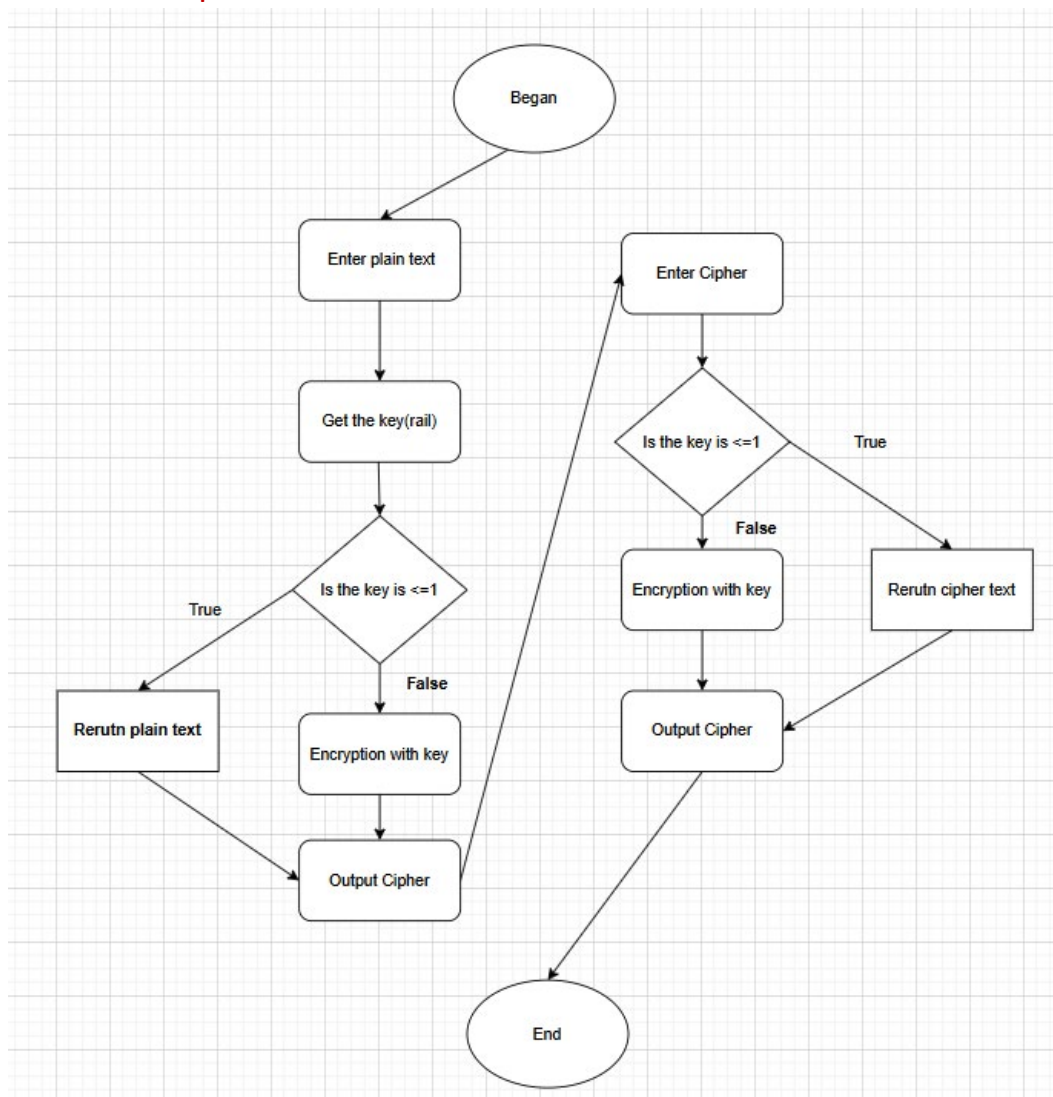 Began
Enter plain text
Get the key(rail)
Is the key is <=1
True
False
Rerutn plain text
Encryption with key
Output Cipher
Enter Cipher
Is the key is <=1
True
False
Encryption with key
Rerutn cipher text
Output Cipher
End